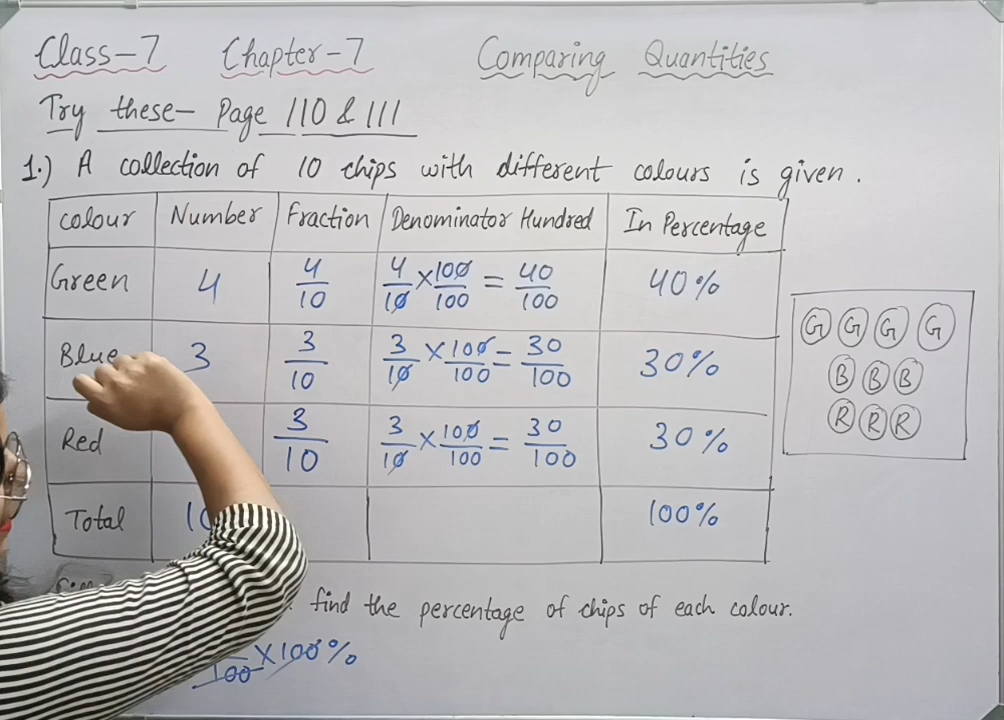 Class-7 Chapter-7 Comparing Quantities
Try these- Page 110 & 111
1.) A collection of 10 chips with different colours is given.
Colour Number Fraction Denominator Hundred In Percentage
Green 4 4/10 4/10 × 100/100 = 40/100 40%
Blue 3 3/10 3/10 × 100/100 = 30/100 30%
Red 3/10 3/10 × 100/100 = 30/100 30%
Total 10 100%
G G G G
B B B
R R R
find the percentage of chips of each colour.
100 × 100%